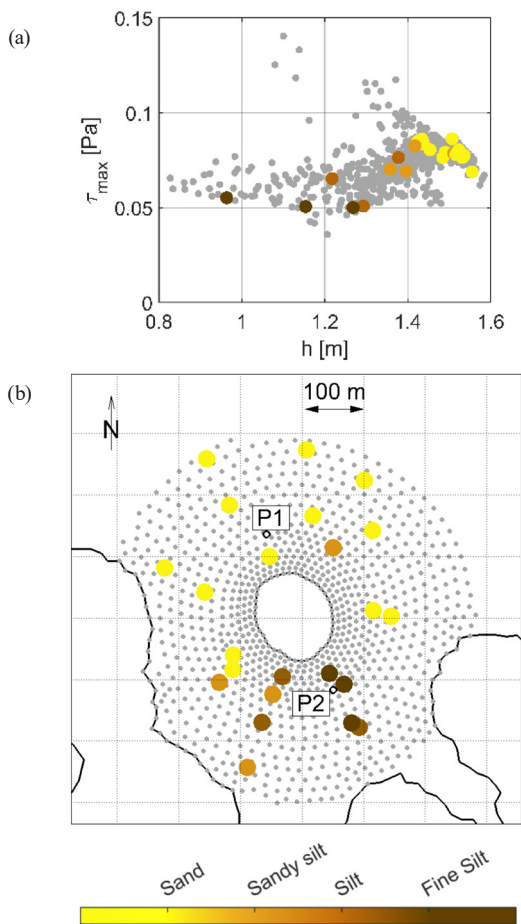 (a)
0.15
0.1
0.05
0
τmax [Pa]
0.8
1
1.2
1.4
1.6
h [m]
(b)
100 m
N
P1
P2
Sand
Sandy silt
Silt
Fine Silt